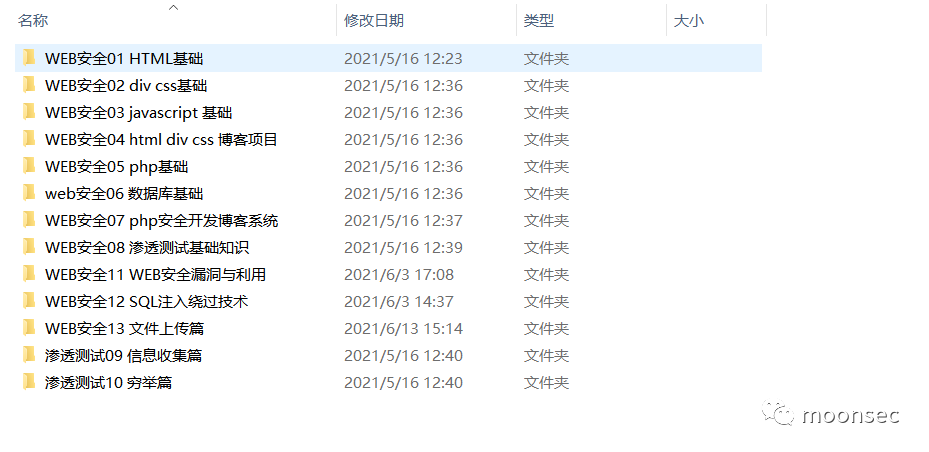 名称 修改日期 类型 大小
WEB安全01 HTML基础 2021/5/16 12:23 文件夹
WEB安全02 div css基础 2021/5/16 12:36 文件夹
WEB安全03 javascript 基础 2021/5/16 12:36 文件夹
WEB安全04 html div css 博客项目 2021/5/16 12:36 文件夹
WEB安全05 php基础 2021/5/16 12:36 文件夹
web安全06 数据库基础 2021/5/16 12:36 文件夹
WEB安全07 php安全开发博客系统 2021/5/16 12:37 文件夹
WEB安全08 渗透测试基础知识 2021/5/16 12:39 文件夹
WEB安全11 WEB安全漏洞与利用 2021/6/3 17:08 文件夹
WEB安全12 SQL注入绕过技术 2021/6/3 14:37 文件夹
WEB安全13 文件上传篇 2021/6/13 15:14 文件夹
渗透测试09 信息收集篇 2021/5/16 12:40 文件夹
渗透测试10 穷举篇 2021/5/16 12:40 文件夹
moonsec